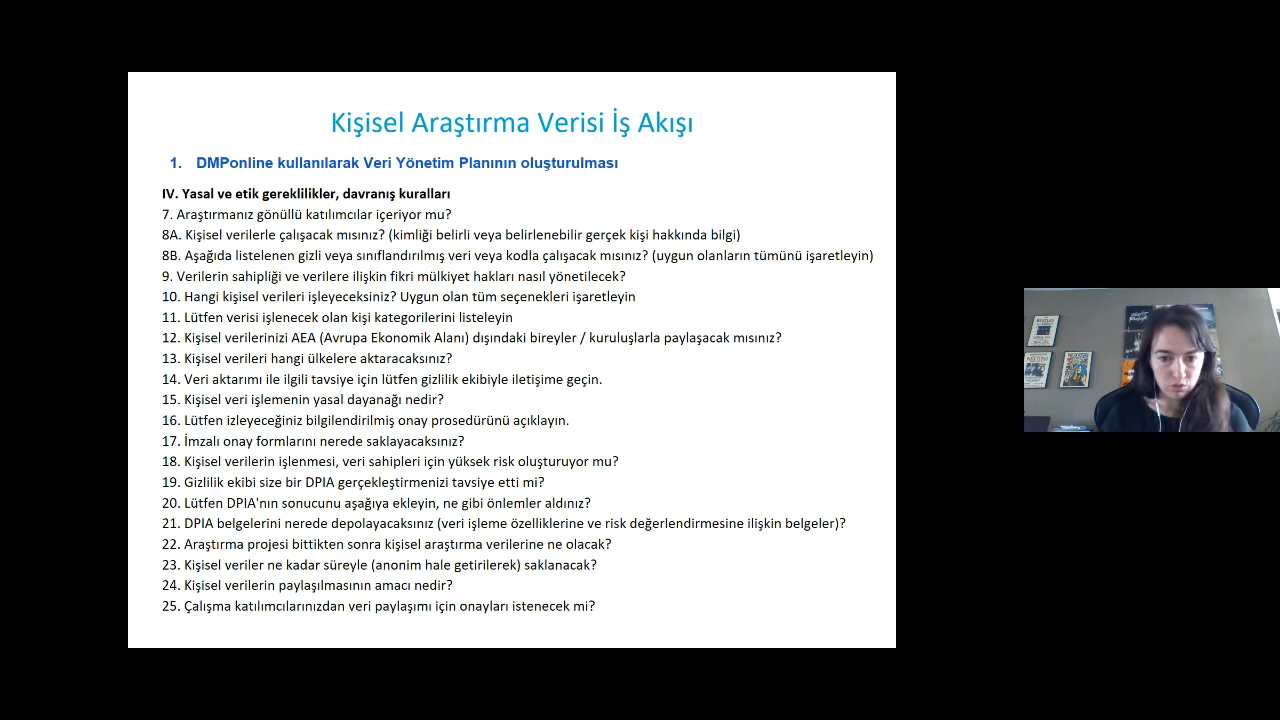 Kişisel Araştırma Verisi İş Akışı
1. DMPonline kullanılarak Veri Yönetim Planının oluşturulması
IV. Yasal ve etik gereklilikler, davranış kuralları
7. Araştırmanız gönüllü katılımcılar içeriyor mu?
8A. Kişisel verilerle çalışacak mısınız? (kimliği belirli veya belirlenebilir gerçek kişi hakkında bilgi)
8B. Aşağıda listelenen gizli veya sınıflandırılmış veri veya kodla çalışacak mısınız? (uygun olanların tümünü işaretleyin)
9. Verilerin sahipliği ve verilere ilişkin fikri mülkiyet hakları nasıl yönetilecek?
10. Hangi kişisel verileri işleyeceksiniz? Uygun olan tüm seçenekleri işaretleyin
11. Lütfen verisi işlenecek olan kişi kategorilerini listeleyin
12. Kişisel verilerinizi AEA (Avrupa Ekonomik Alanı) dışındaki bireyler / kuruluşlarla paylaşacak mısınız?
13. Kişisel verileri hangi ülkelere aktaracaksınız?
14. Veri aktarımı ile ilgili tavsiye için lütfen gizlilik ekibiyle iletişime geçin.
15. Kişisel veri işlemenin yasal dayanağı nedir?
16. Lütfen izleyeceğiniz bilgilendirilmiş onay prosedürünü açıklayın.
17. İmzalı onay formlarını nerede saklayacaksınız?
18. Kişisel verilerin işlenmesi, veri sahipleri için yüksek risk oluşturuyor mu?
19. Gizlilik ekibi size bir DPIA gerçekleştirmenizi tavsiye etti mi?
20. Lütfen DPIA'nın sonucunu aşağıya ekleyin, ne gibi önlemler aldınız?
21. DPIA belgelerini nerede depolayacaksınız (veri işleme özelliklerine ve risk değerlendirmesine ilişkin belgeler)?
22. Araştırma projesi bittikten sonra kişisel araştırma verilerine ne olacak?
23. Kişisel veriler ne kadar süreyle (anonim hale getirilerek) saklanacak?
24. Kişisel verilerin paylaşılmasının amacı nedir?
25. Çalışma katılımcılarınızdan veri paylaşımı için onayları istenecek mi?